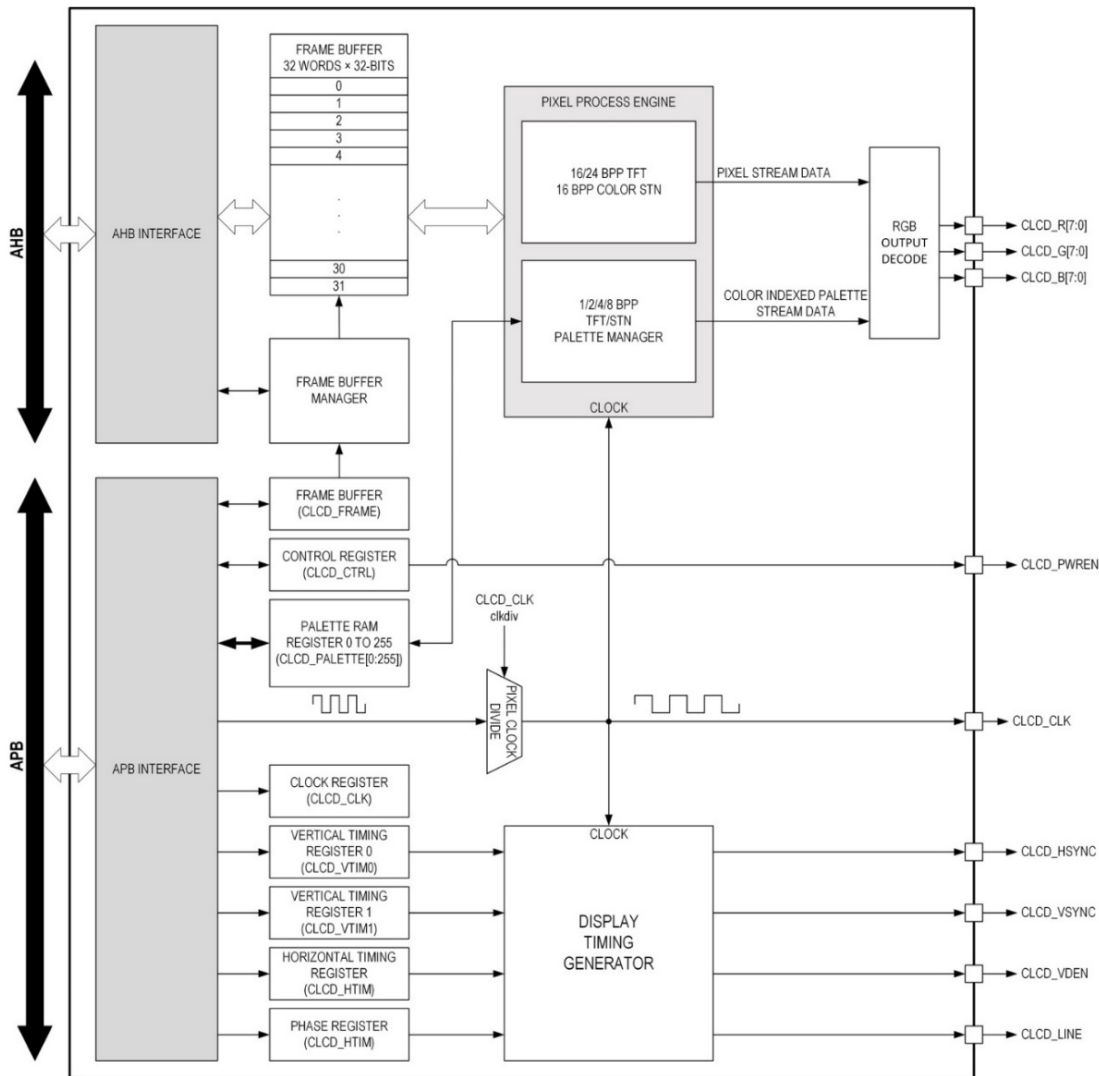 FRAME BUFFER
32 WORDS × 32-BITS
0
1
2
3
4
.
.
.
30
31
AHB
AHB INTERFACE
FRAME BUFFER
MANAGER
PIXEL PROCESS ENGINE
16/24 BPP TFT
16 BPP COLOR STN
1/2/4/8 BPP
TFT/STN
PALETTE MANAGER
CLOCK
PIXEL STREAM DATA
COLOR INDEXED PALETTE
STREAM DATA
RGB
OUTPUT
DECODE
CLCD_R[7:0]
CLCD_G[7:0]
CLCD_B[7:0]
APB
APB INTERFACE
FRAME BUFFER
(CLCD_FRAME)
CONTROL REGISTER
(CLCD_CTRL)
CLCD_PWREN
PALETTE RAM
REGISTER 0 TO 255
(CLCD_PALETTE[0:255])
CLCD_CLK
clkdiv
PIXEL CLOCK
DIVIDE
CLCD_CLK
CLOCK REGISTER
(CLCD_CLK)
VERTICAL TIMING
REGISTER 0
(CLCD_VTIM0)
VERTICAL TIMING
REGISTER 1
(CLCD_VTIM1)
HORIZONTAL TIMING
REGISTER
(CLCD_HTIM)
PHASE REGISTER
(CLCD_HTIM)
CLOCK
DISPLAY
TIMING
GENERATOR
CLCD_HSYNC
CLCD_VSYNC
CLCD_VDEN
CLCD_LINE